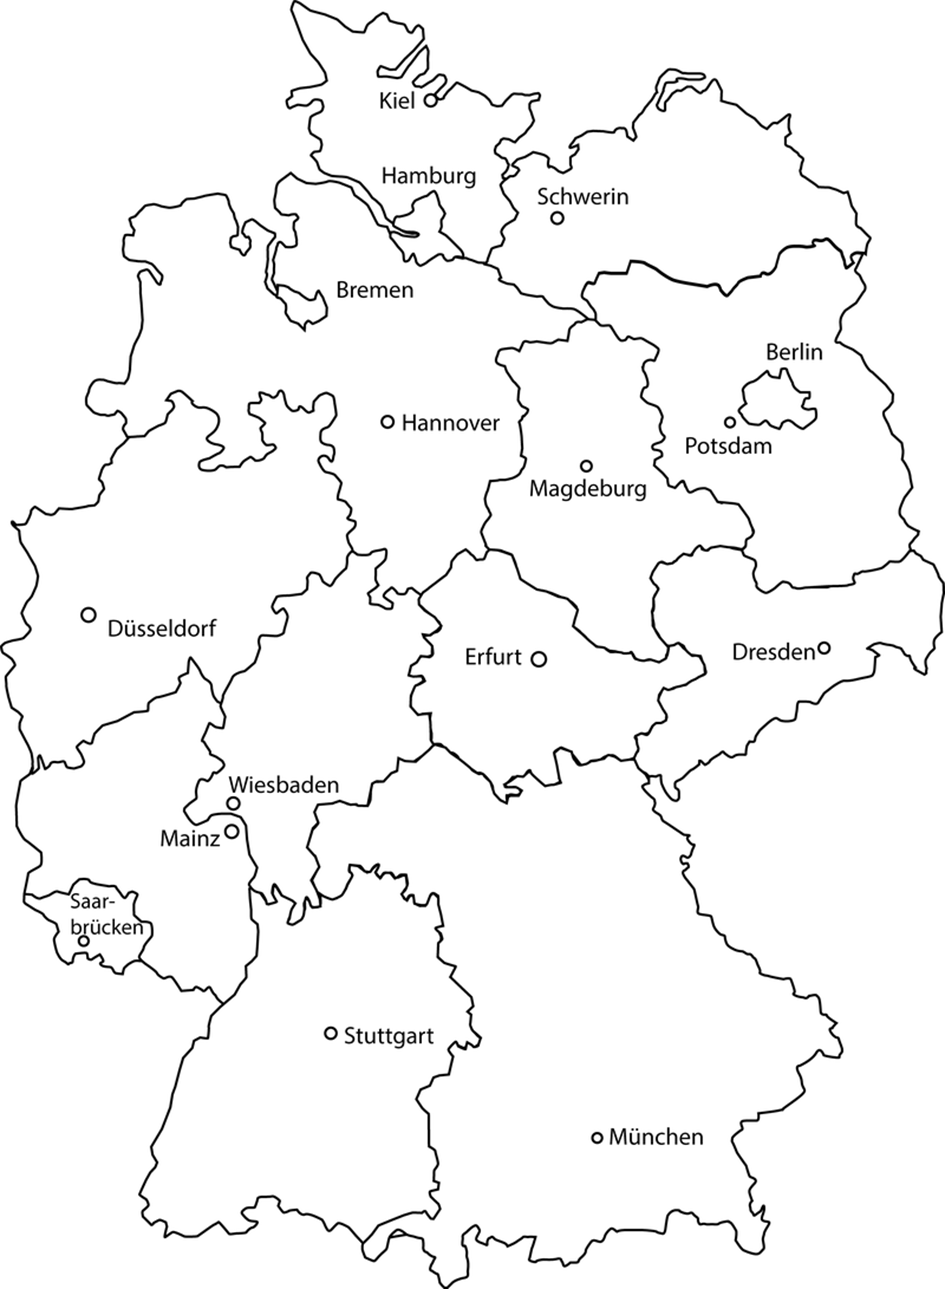 Kiel
Hamburg
Schwerin
Bremen
Berlin
Hannover
Potsdam
Magdeburg
Düsseldorf
Dresden
Erfurt
Wiesbaden
Mainz
Saar-
brücken
Stuttgart
München